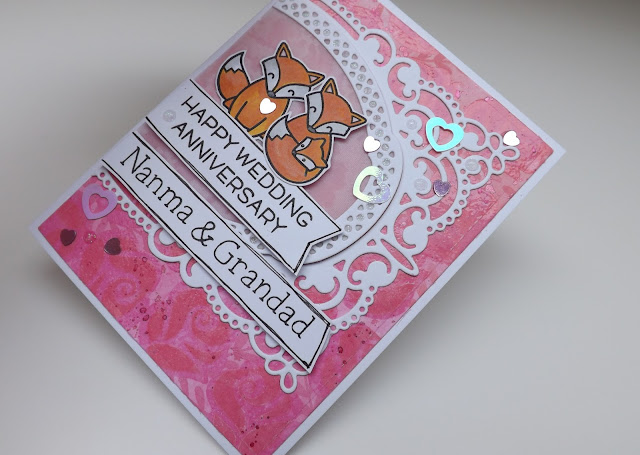 HAPPY WEDDING
ANNIVERSARY
Nanma & Grandad